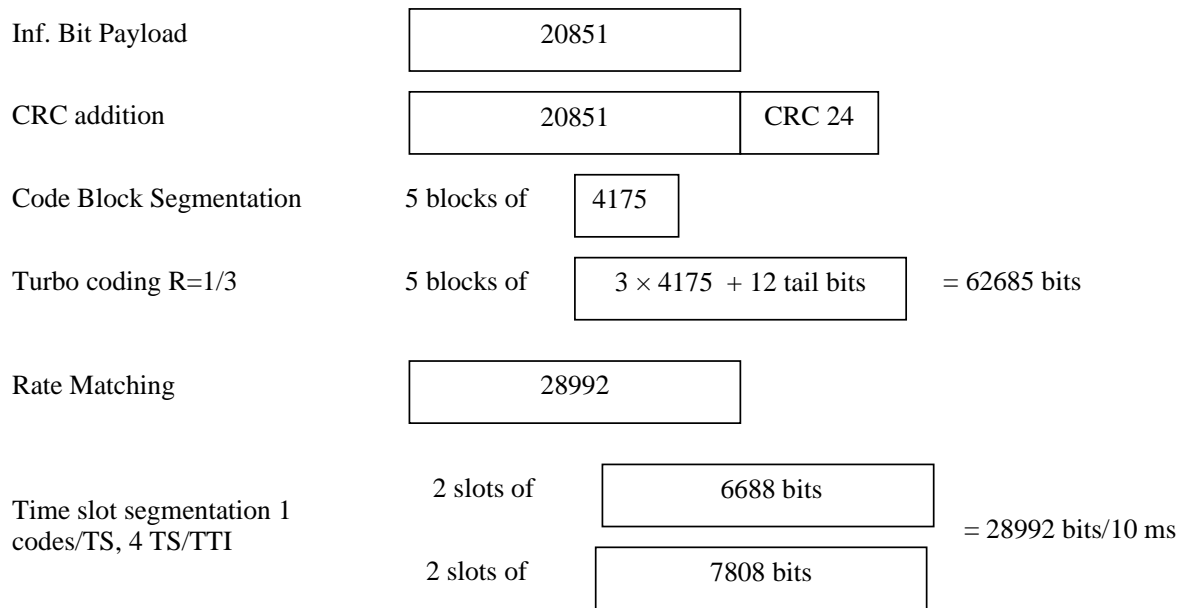 Inf. Bit Payload 20851
CRC addition 20851 CRC 24
Code Block Segmentation 5 blocks of 4175
Turbo coding R=1/3 5 blocks of 3 × 4175 + 12 tail bits = 62685 bits
Rate Matching 28992
2 slots of 6688 bits
Time slot segmentation 1
codes/TS, 4 TS/TTI = 28992 bits/10 ms
2 slots of 7808 bits